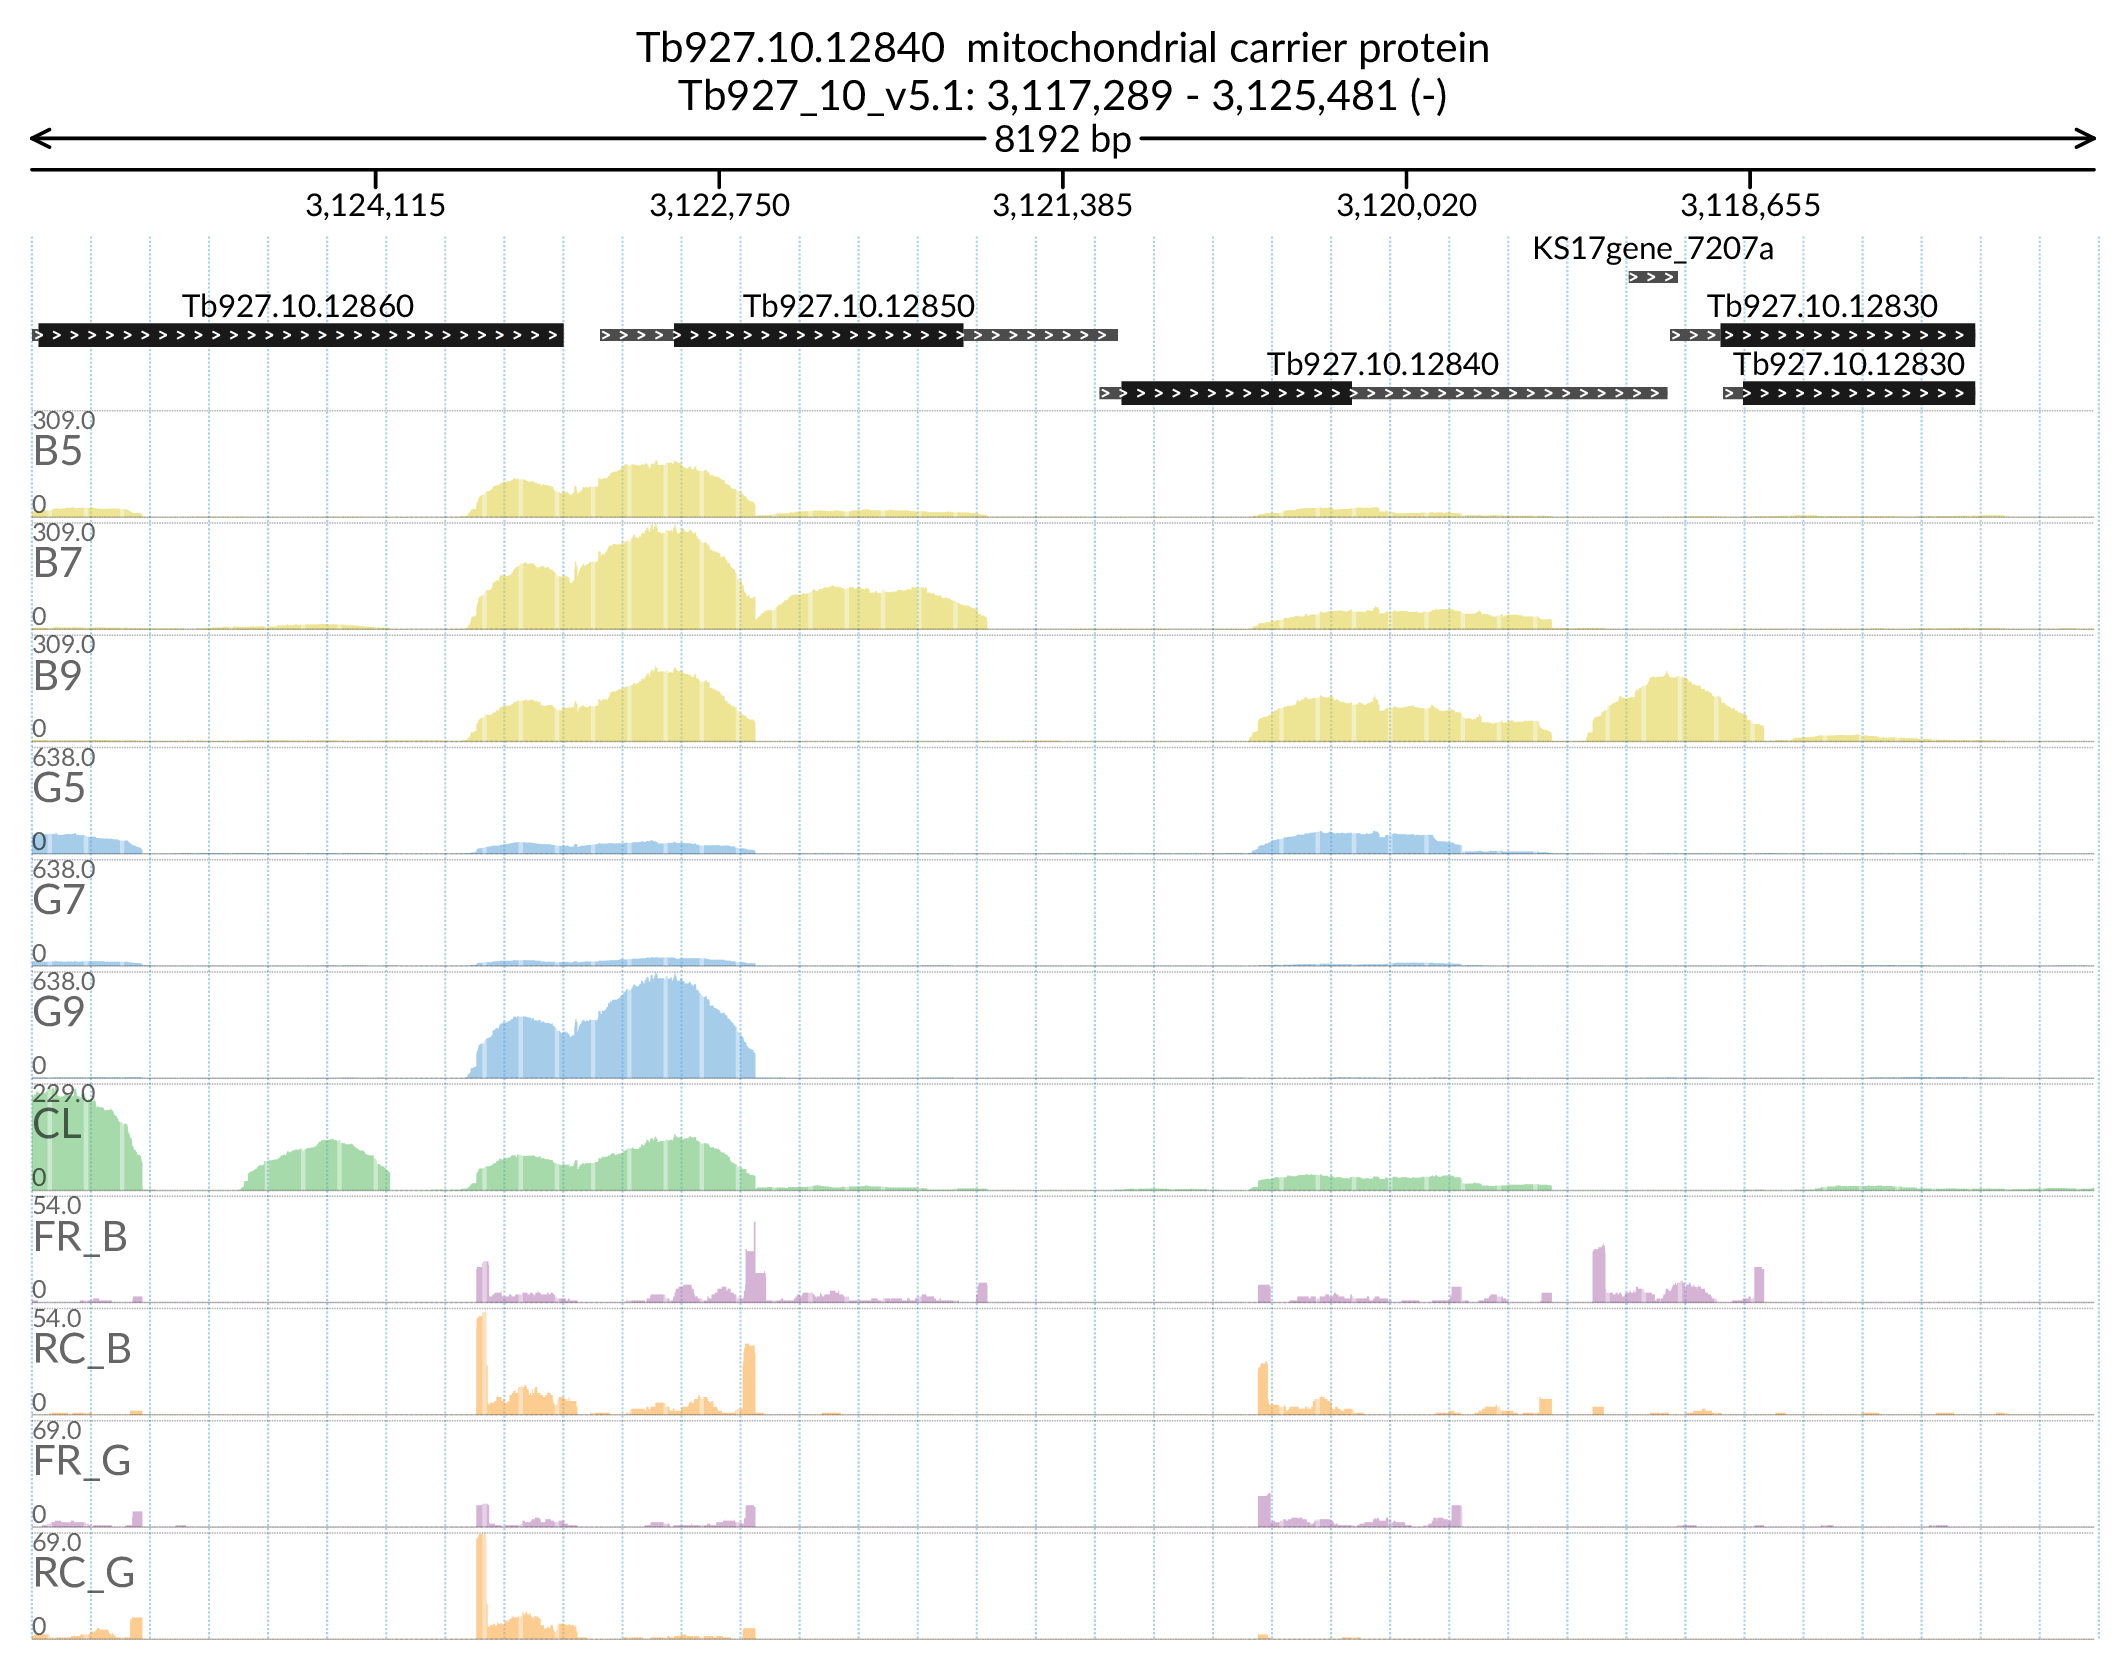 Tb927.10.12840  mitochondrial carrier protein
Tb927_10_v5.1: 3,117,289 - 3,125,481 (-)
8192 bp
3,124,115 3,122,750 3,121,385 3,120,020 3,118,655
KS17gene_7207a
Tb927.10.12860 Tb927.10.12850 Tb927.10.12830
Tb927.10.12840 Tb927.10.12830
309.0
B5
0
309.0
B7
0
309.0
B9
0
638.0
G5
0
638.0
G7
0
638.0
G9
0
229.0
CL
0
54.0
FR_B
0
54.0
RC_B
0
69.0
FR_G
0
69.0
RC_G
0